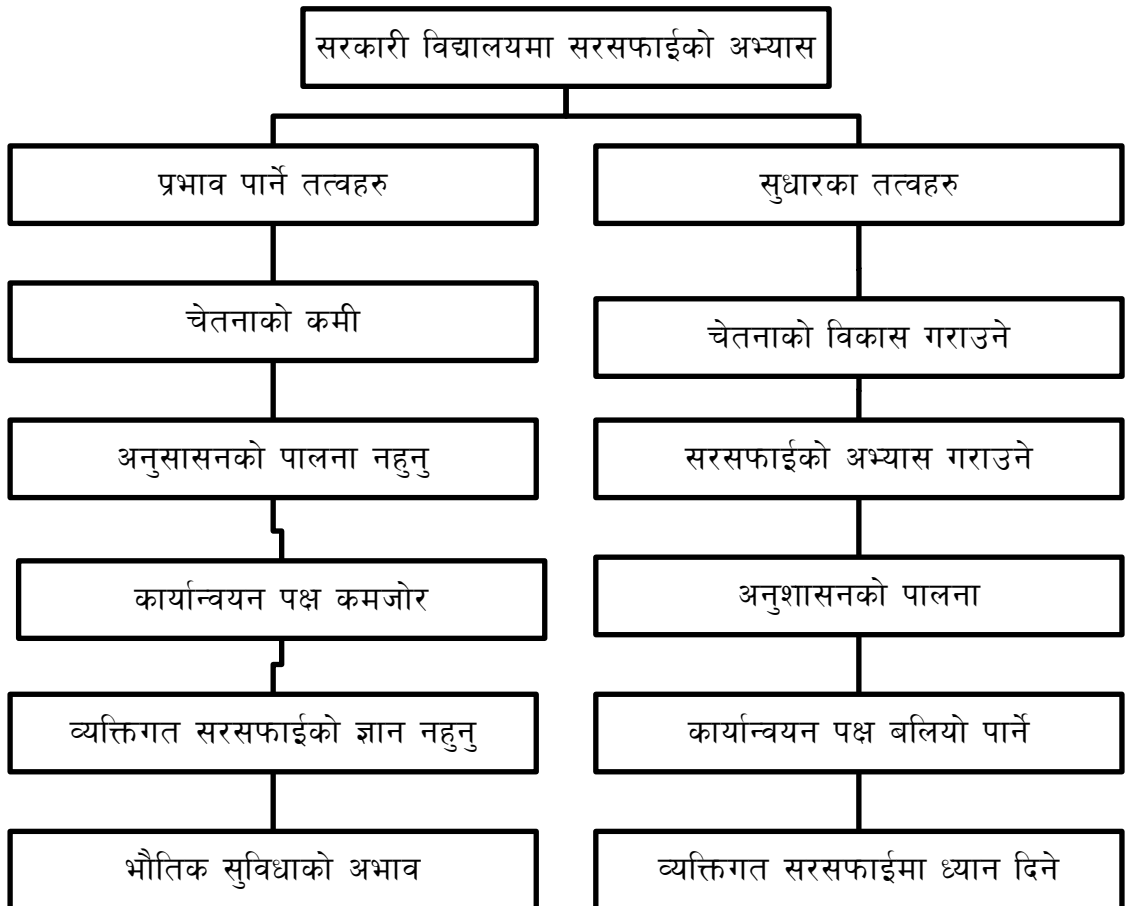 सरकारी विद्यालयमा सरसफाईको अभ्यास
प्रभाव पार्ने तत्वहरु
सुधारका तत्वहरु
चेतनाको कमी
चेतनाको विकास गराउने
अनुसासनको पालना नहुनु
सरसफाईको अभ्यास गराउने
कार्यान्वयन पक्ष कमजोर
अनुशासनको पालना
व्यक्तिगत सरसफाईको ज्ञान नहुनु
कार्यान्वयन पक्ष बलियो पार्ने
भौतिक सुविधाको अभाव
व्यक्तिगत सरसफाईमा ध्यान दिने